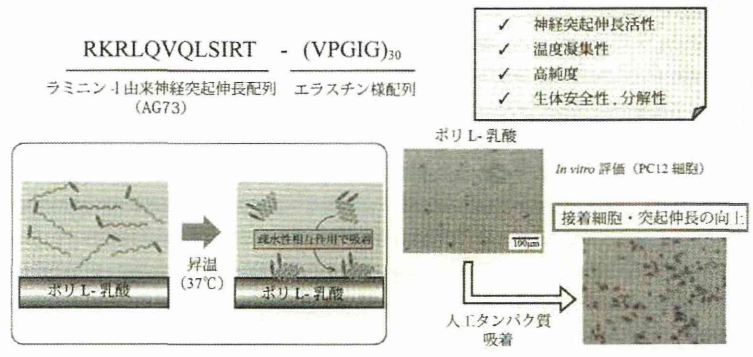 RKRLQVQLSIRT - (VPGIG)30
ラミニン-1由来神経突起伸長配列
(AG73)
エラスチン様配列
✓ 神経突起伸長活性
✓ 温度凝集性
✓ 高純度
✓ 生体安全性，分解性
疎水性相互作用で吸着
昇温
(37℃)
ポリ L- 乳酸
ポリ L- 乳酸
ポリ L- 乳酸
100μm
In vitro 評価（PC12 細胞）
接着細胞・突起伸長の向上
人工タンパク質
吸着